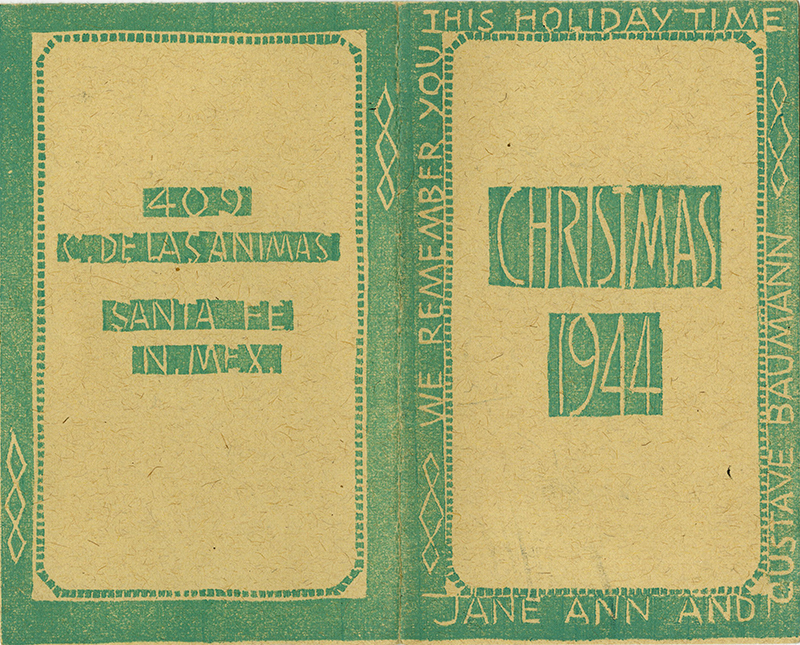 409
C. DE LAS ANIMAS
SANTA FE
N. MEX.
WE REMEMBER YOU
THIS HOLIDAY TIME
CHRISTMAS
1944
JANE ANN AND
GUSTAVE BAUMANN